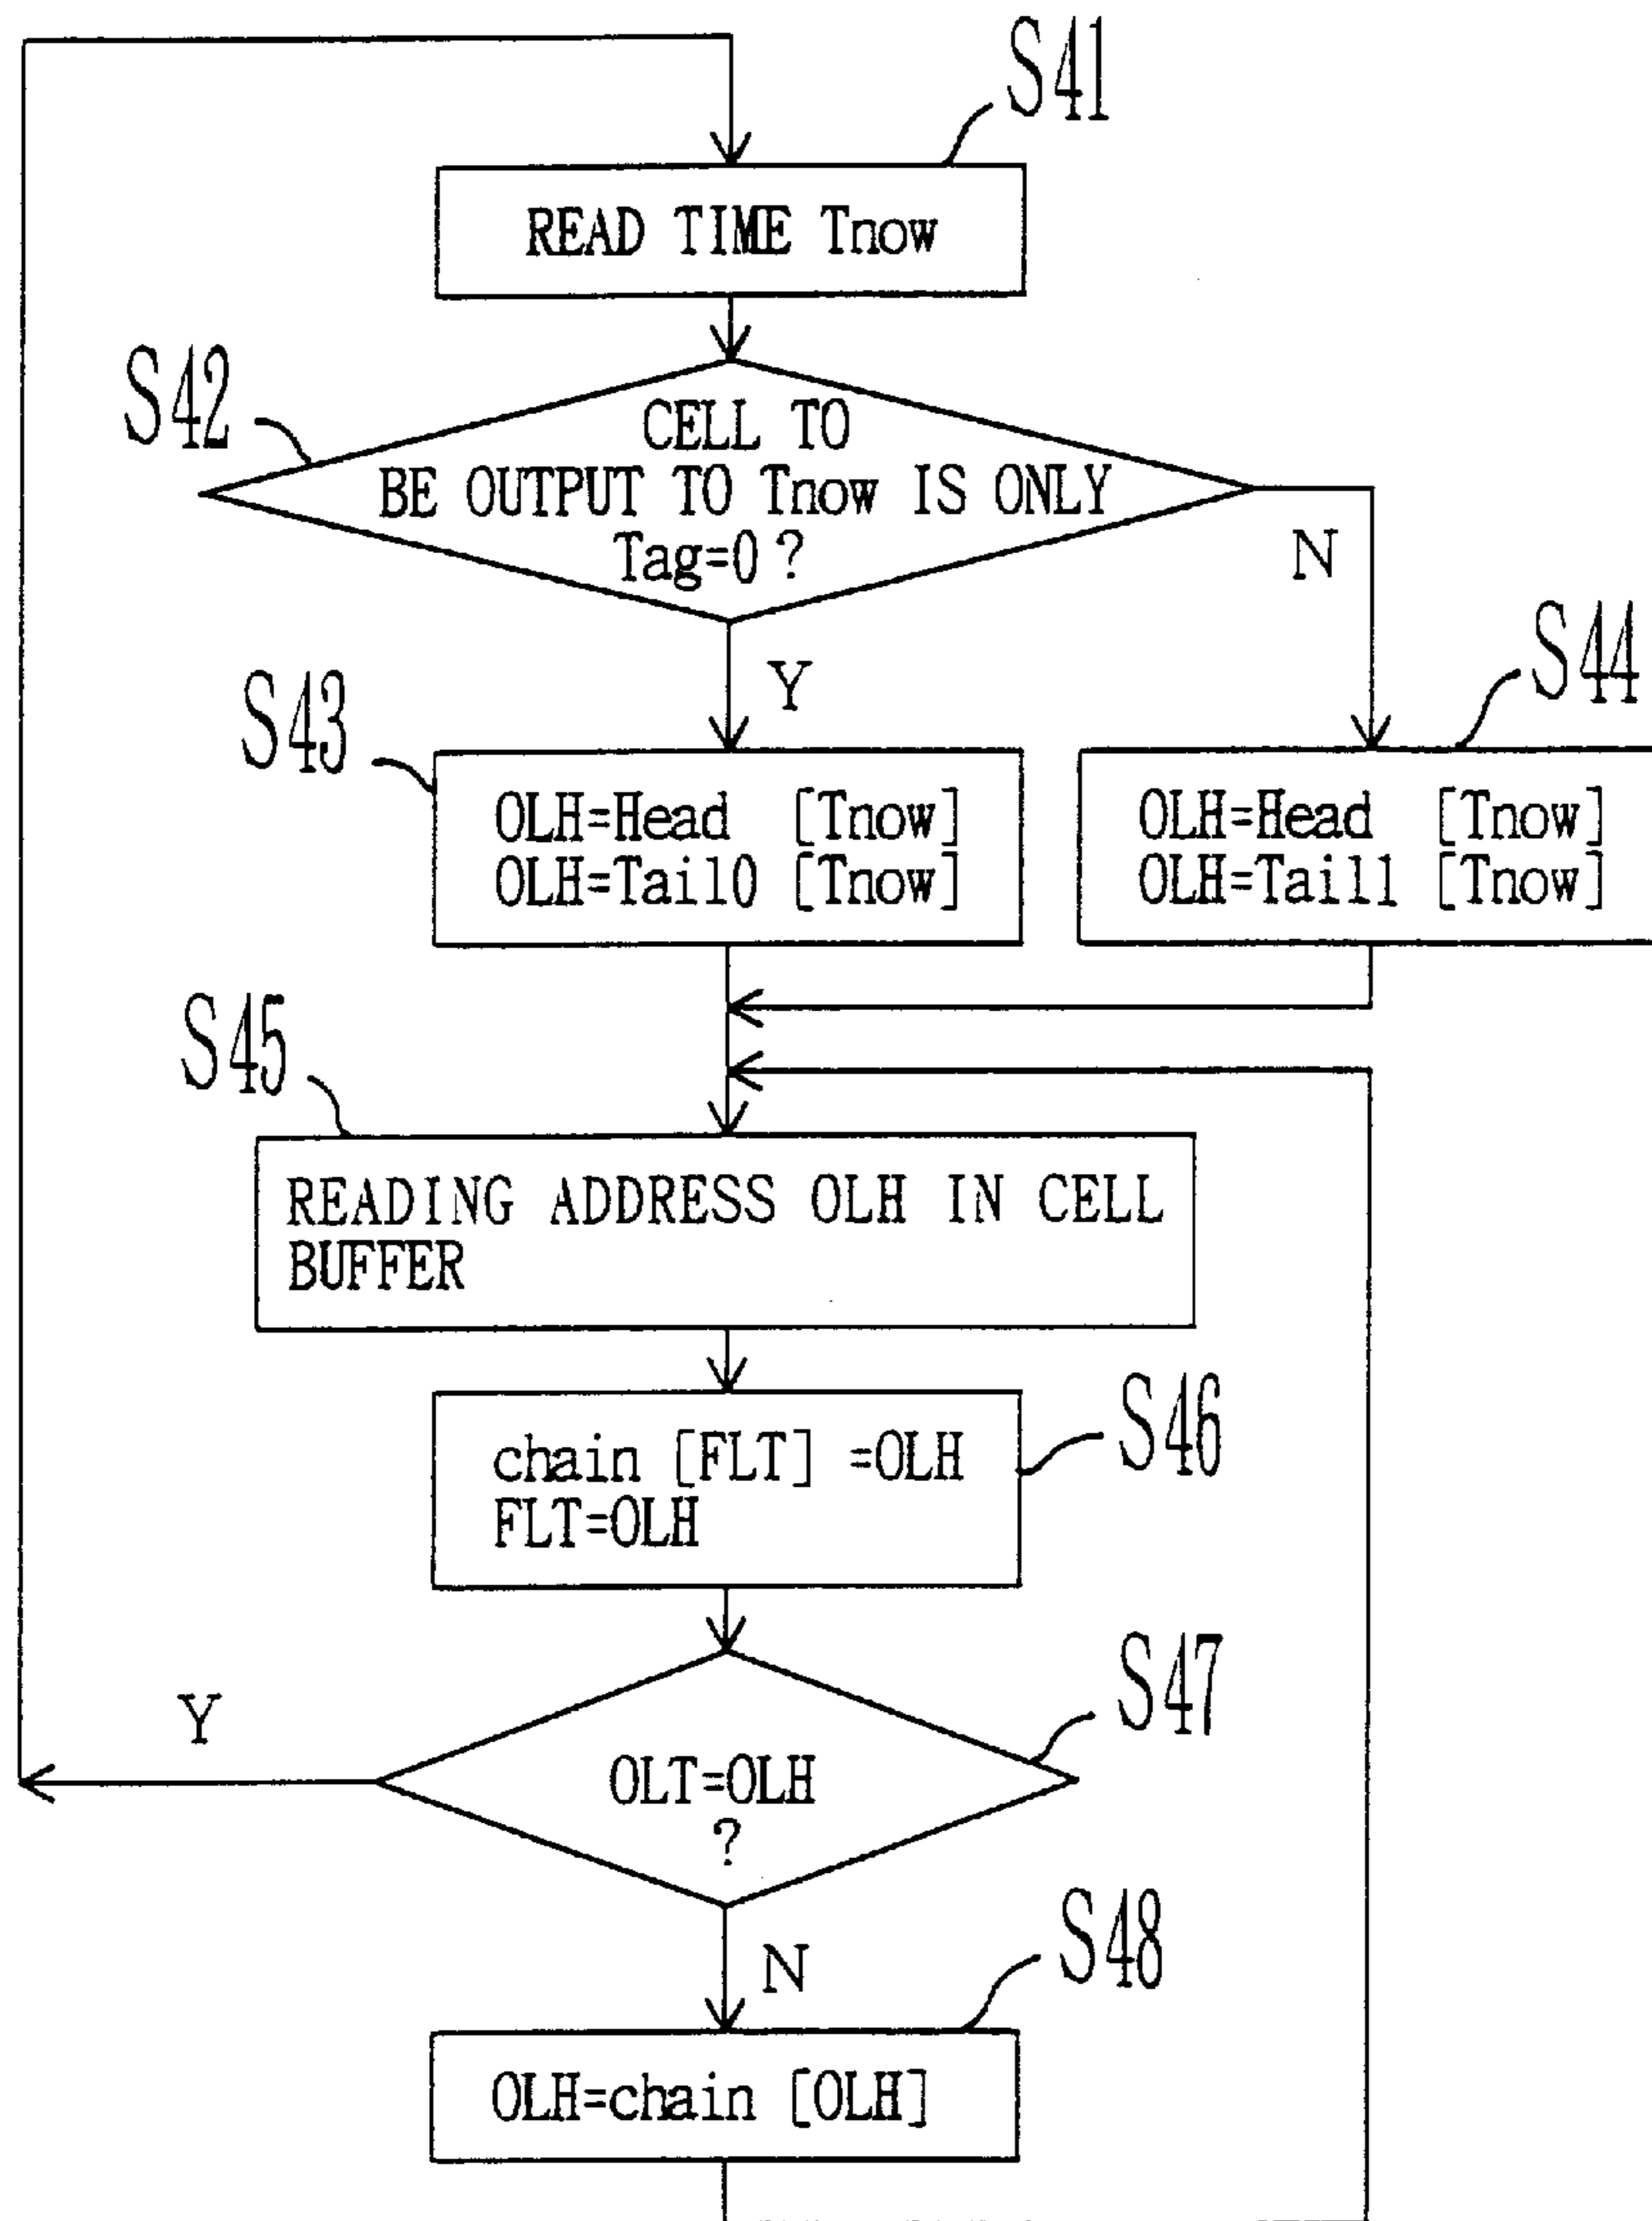 S41
READ TIME Tnow
S42
CELL TO
BE OUTPUT TO Tnow IS ONLY
Tag=0 ?
N
Y
S43
S44
OLH=Head [Tnow]
OLH=Tail0 [Tnow]
OLH=Head [Tnow]
OLH=Tail1 [Tnow]
S45
READING ADDRESS OLH IN CELL
BUFFER
S46
chain [FLT] =OLH
FLT=OLH
S47
Y
OLT=OLH
?
N
S48
OLH=chain [OLH]